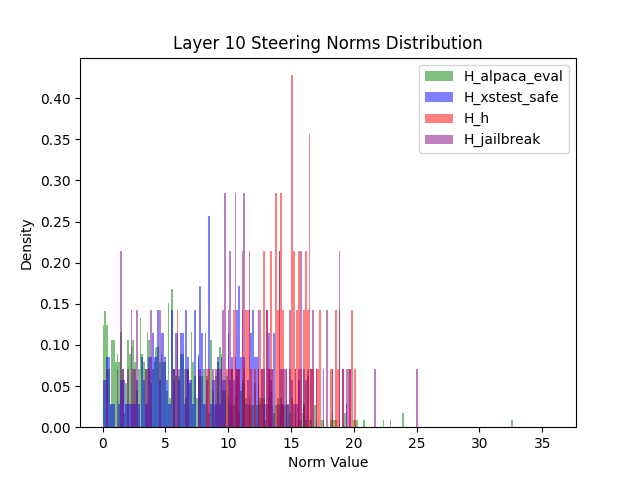 Layer 10 Steering Norms Distribution
H_alpaca_eval
H_xstest_safe
H_h
H_jailbreak
Density
0.40
0.35
0.30
0.25
0.20
0.15
0.10
0.05
0.00
0 5 10 15 20 25 30 35
Norm Value